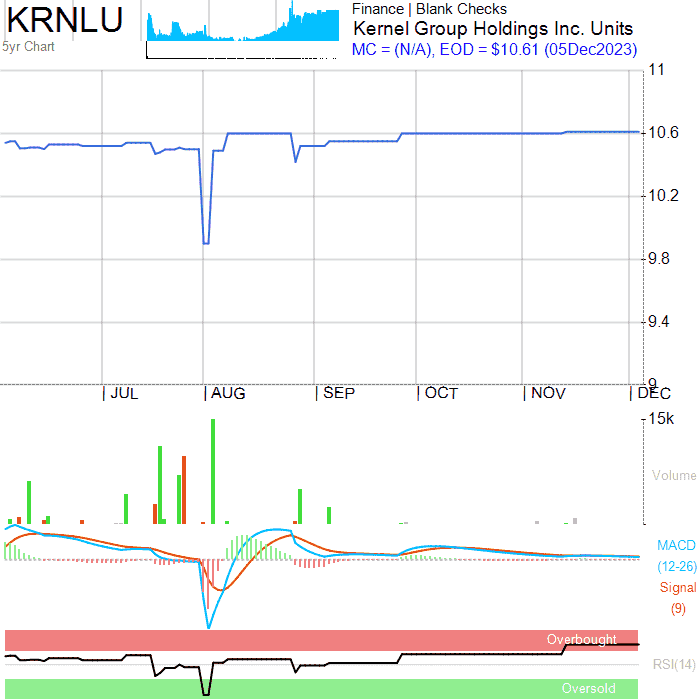 KRNLU
5yr Chart
Finance | Blank Checks
Kernel Group Holdings Inc. Units
MC = (N/A), EOD = $10.61 (05Dec2023)
11
10.6
10.2
9.8
9.4
9
| JUL | AUG | SEP | OCT | NOV | DEC
15k
Volume
MACD
(12-26)
Signal
(9)
Overbought
RSI(14)
Oversold